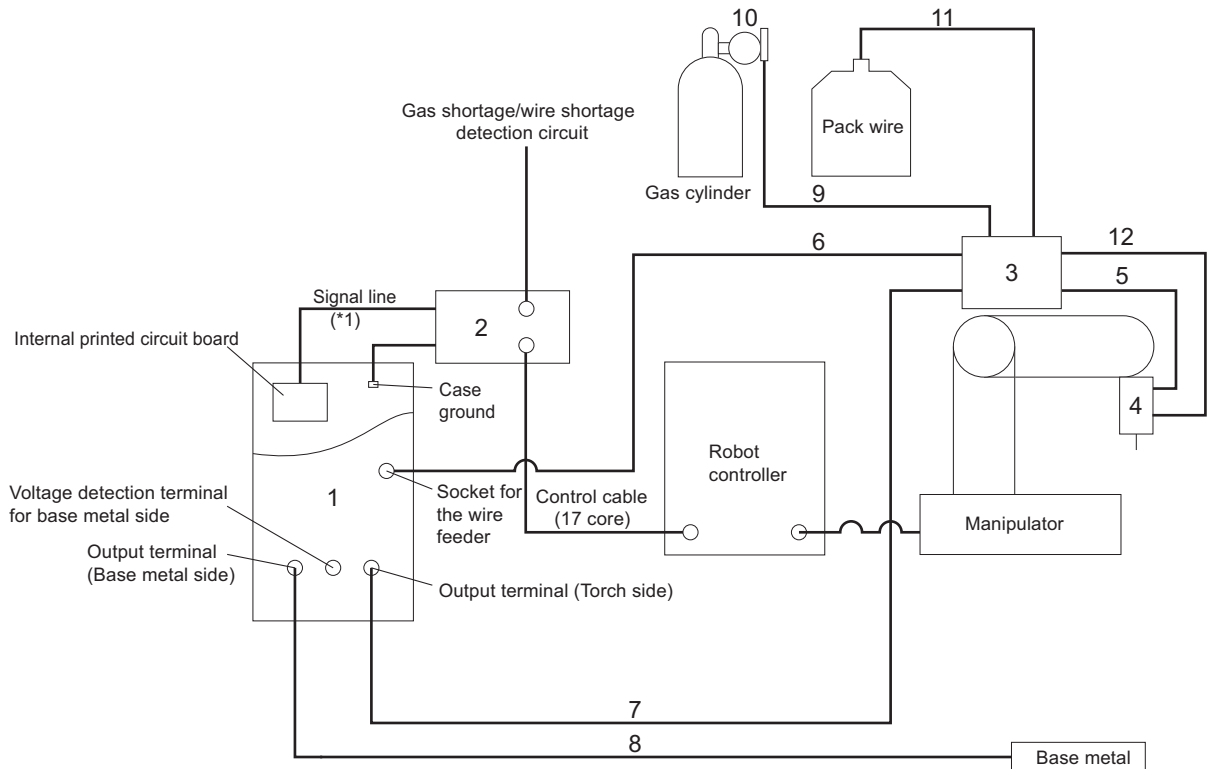 10
11
Gas shortage/wire shortage
detection circuit
Pack wire
Gas cylinder
9
6
12
3
5
Signal line
(*1)
2
Internal printed circuit board
Case
ground
4
Robot
controller
1
Voltage detection terminal
for base metal side
Socket for
the wire
feeder
Control cable
(17 core)
Manipulator
Output terminal
(Base metal side)
Output terminal (Torch side)
7
8
Base metal